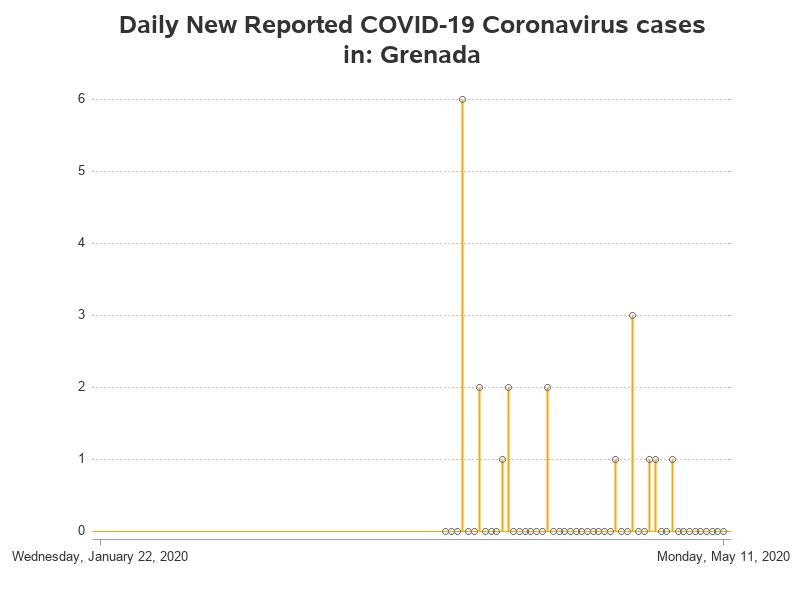 Daily New Reported COVID-19 Coronavirus cases
in: Grenada
6
5
4
3
2
1
0
Wednesday, January 22, 2020 Monday, May 11, 2020